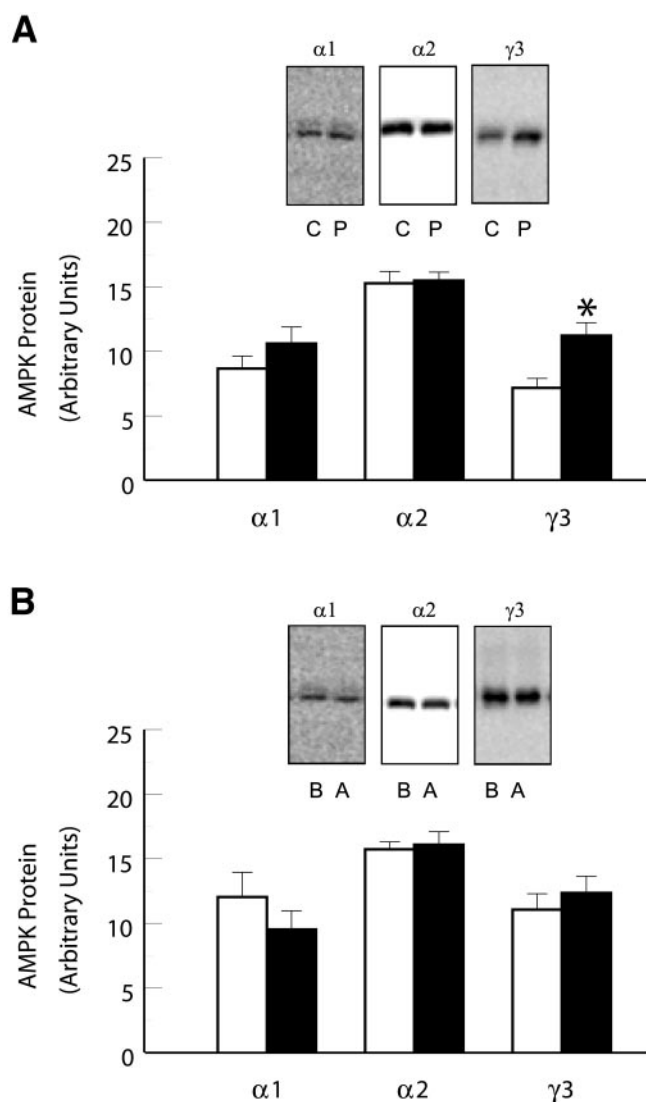 A
α1 α2 γ3
C P C P C P
25
20
15
10
5
0
AMPK Protein
(Arbitrary Units)
*
α1 α2 γ3
B
α1 α2 γ3
B A B A B A
25
20
15
10
5
0
AMPK Protein
(Arbitrary Units)
α1 α2 γ3